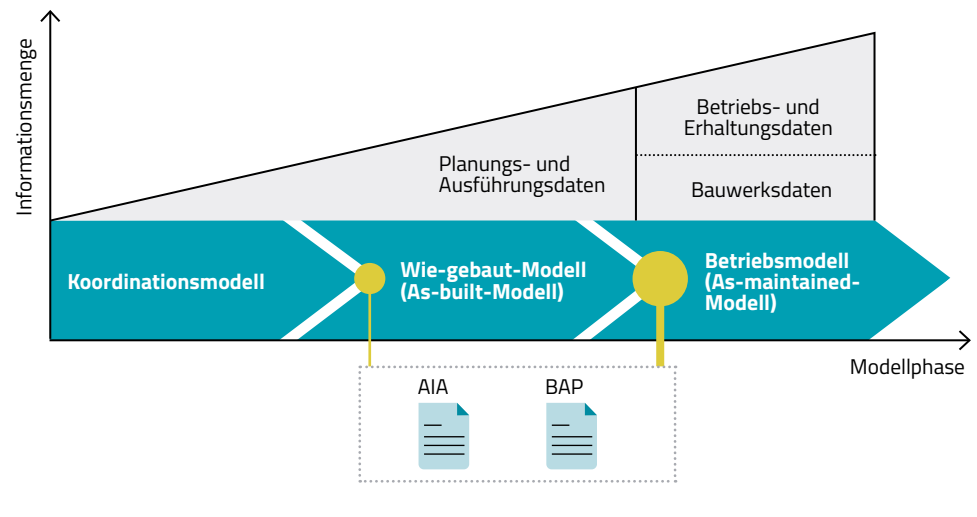 Informationsmenge
Betriebs- und
Erhaltungsdaten
Planungs- und
Ausführungsdaten
Bauwerksdaten
Koordinationsmodell
Wie-gebaut-Modell
(As-built-Modell)
Betriebsmodell
(As-maintained-
Modell)
Modellphase
AIA
BAP